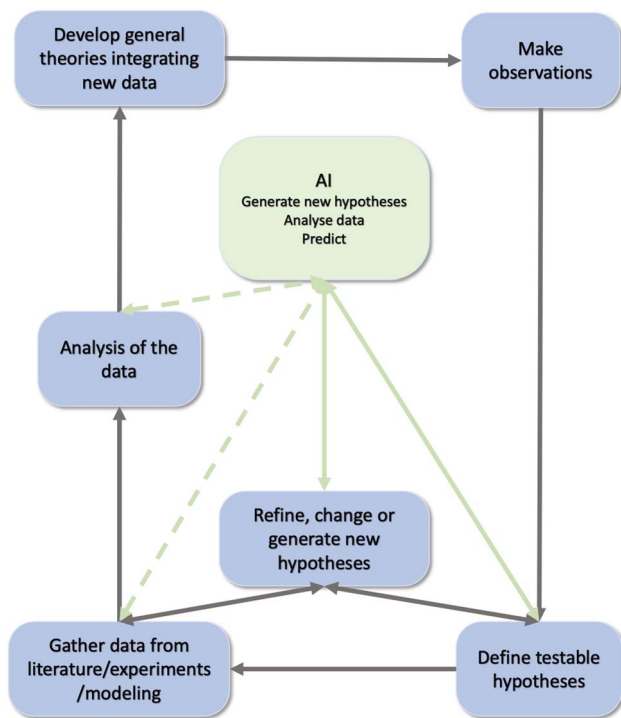 Develop general
theories integrating
new data
Make
observations
AI
Generate new hypotheses
Analyse data
Predict
Analysis of the
data
Refine, change or
generate new
hypotheses
Gather data from
literature/experiments
/modeling
Define testable
hypotheses